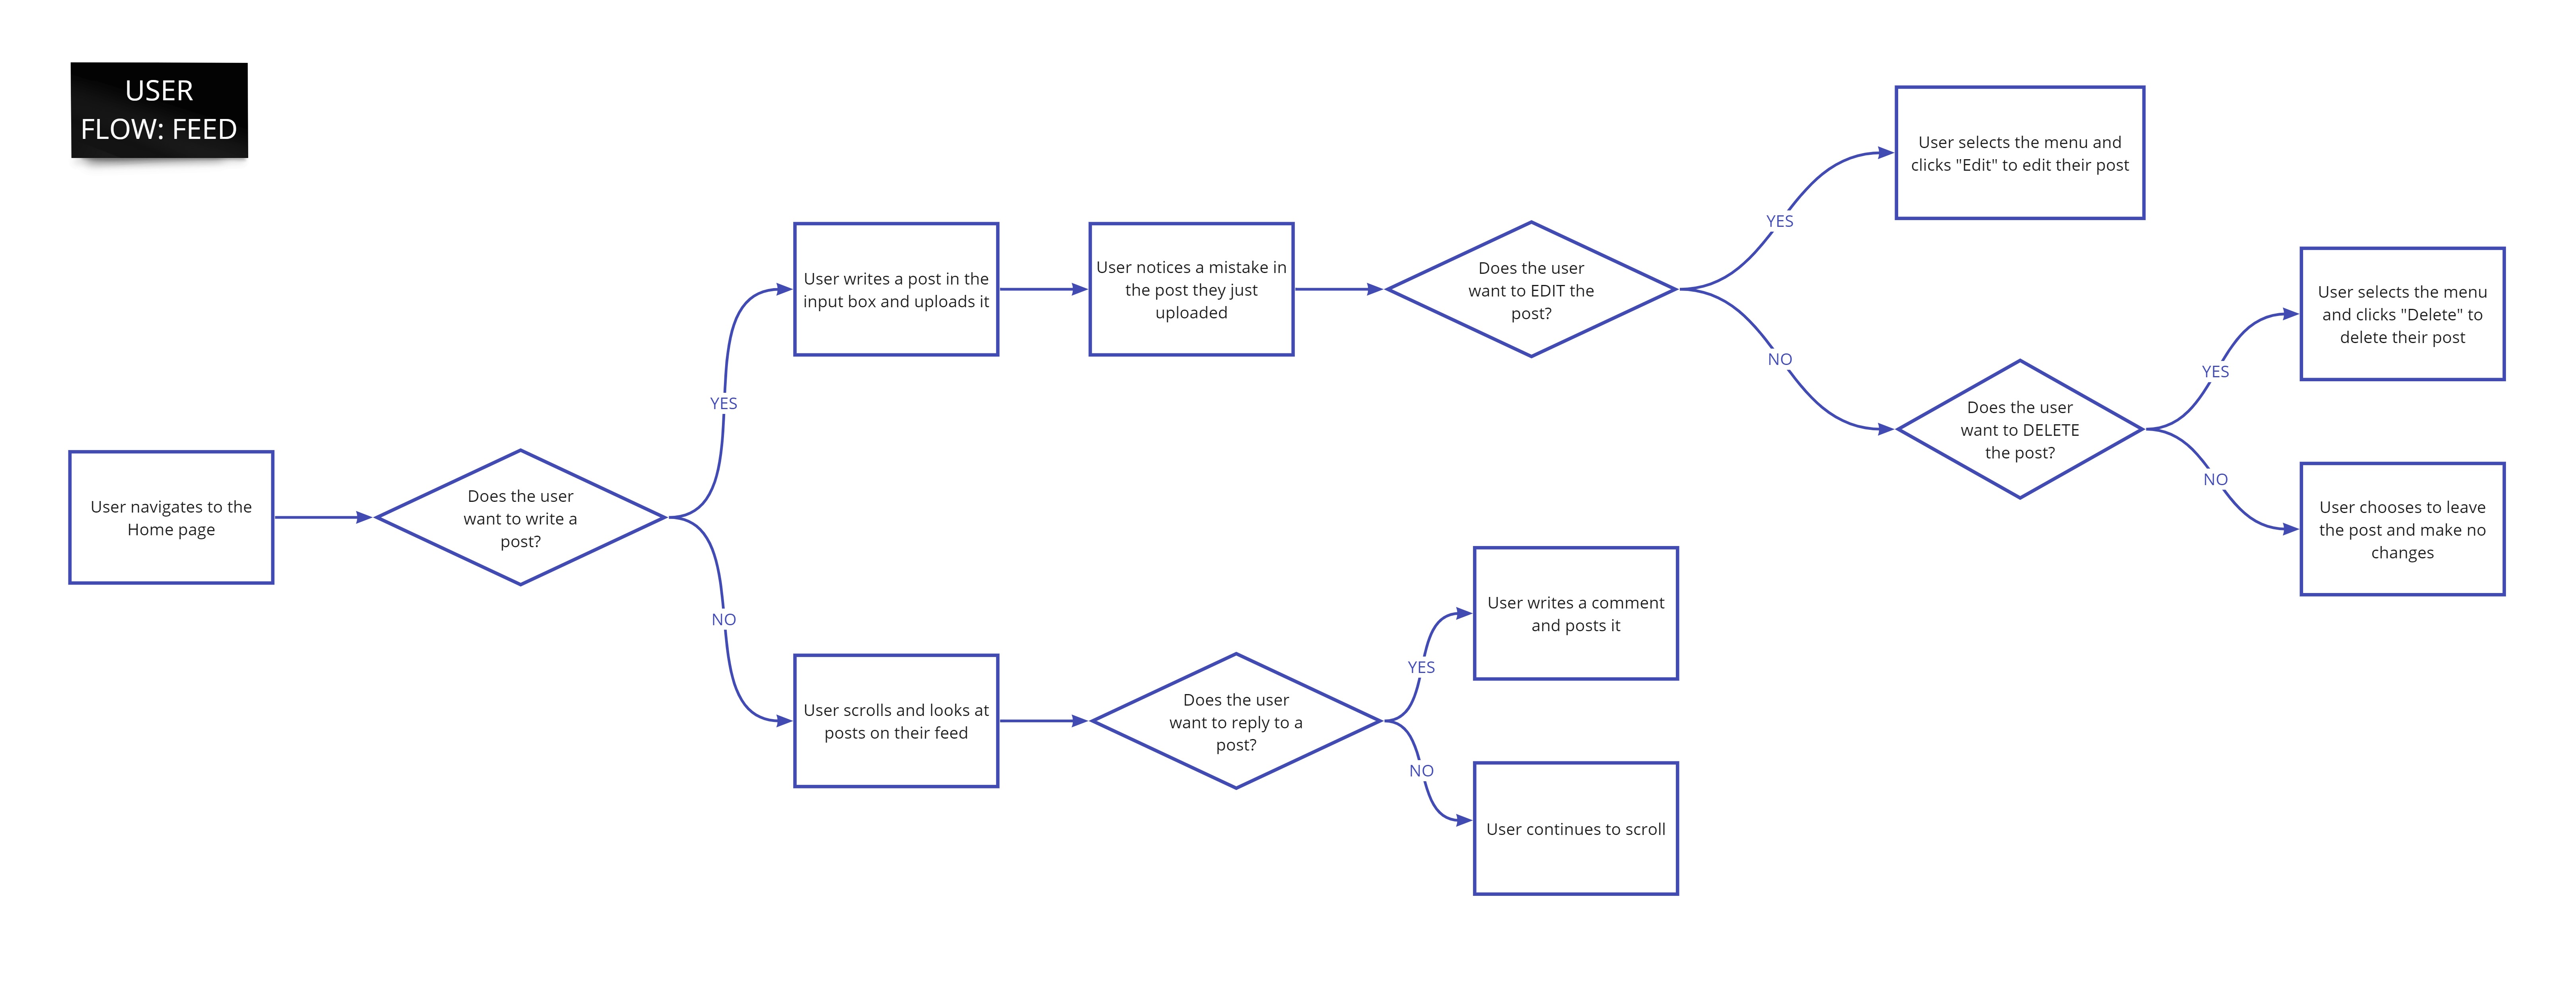 USER
FLOW: FEED
User navigates to the
Home page
Does the user
want to write a
post?
YES
User writes a post in the
input box and uploads it
User notices a mistake in
the post they just
uploaded
Does the user
want to EDIT the
post?
YES
User selects the menu and
clicks "Edit" to edit their post
NO
Does the user
want to DELETE
the post?
YES
User selects the menu
and clicks "Delete" to
delete their post
NO
User chooses to leave
the post and make no
changes
NO
User scrolls and looks at
posts on their feed
Does the user
want to reply to a
post?
YES
User writes a comment
and posts it
NO
User continues to scroll